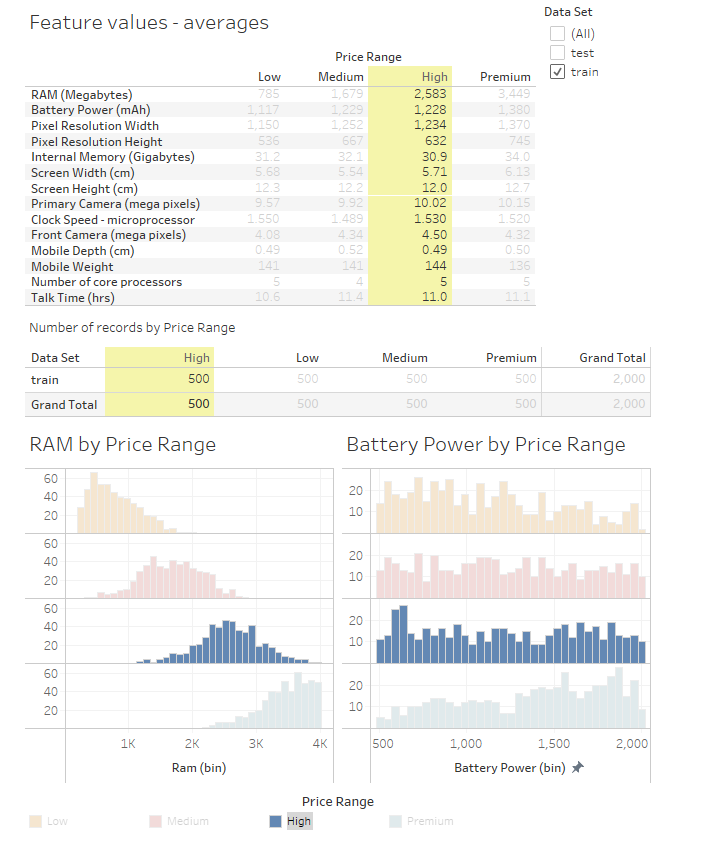 Feature values - averages
Data Set
(All)
test
train
Price Range
Low Medium High Premium
RAM (Megabytes) 785 1,679 2,583 3,449
Battery Power (mAh) 1,117 1,229 1,228 1,380
Pixel Resolution Width 1,150 1,252 1,234 1,370
Pixel Resolution Height 536 667 632 745
Internal Memory (Gigabytes) 31.2 32.1 30.9 34.0
Screen Width (cm) 5.68 5.54 5.71 6.13
Screen Height (cm) 12.3 12.2 12.0 12.7
Primary Camera (mega pixels) 9.57 9.92 10.02 10.15
Clock Speed - microprocessor 1.550 1.489 1.530 1.520
Front Camera (mega pixels) 4.08 4.34 4.50 4.32
Mobile Depth (cm) 0.49 0.52 0.49 0.50
Mobile Weight 141 141 144 136
Number of core processors 5 4 5 5
Talk Time (hrs) 10.6 11.4 11.0 11.1
Number of records by Price Range
Data Set High Low Medium Premium Grand Total
train 500 500 500 500 2,000
Grand Total 500 500 500 500 2,000
RAM by Price Range
60
40
20
60
40
20
60
40
20
60
40
20
1K 2K 3K 4K
Ram (bin)
Battery Power by Price Range
20
10
20
10
20
10
20
10
500 1,000 1,500 2,000
Battery Power (bin)
Price Range
Low Medium High Premium